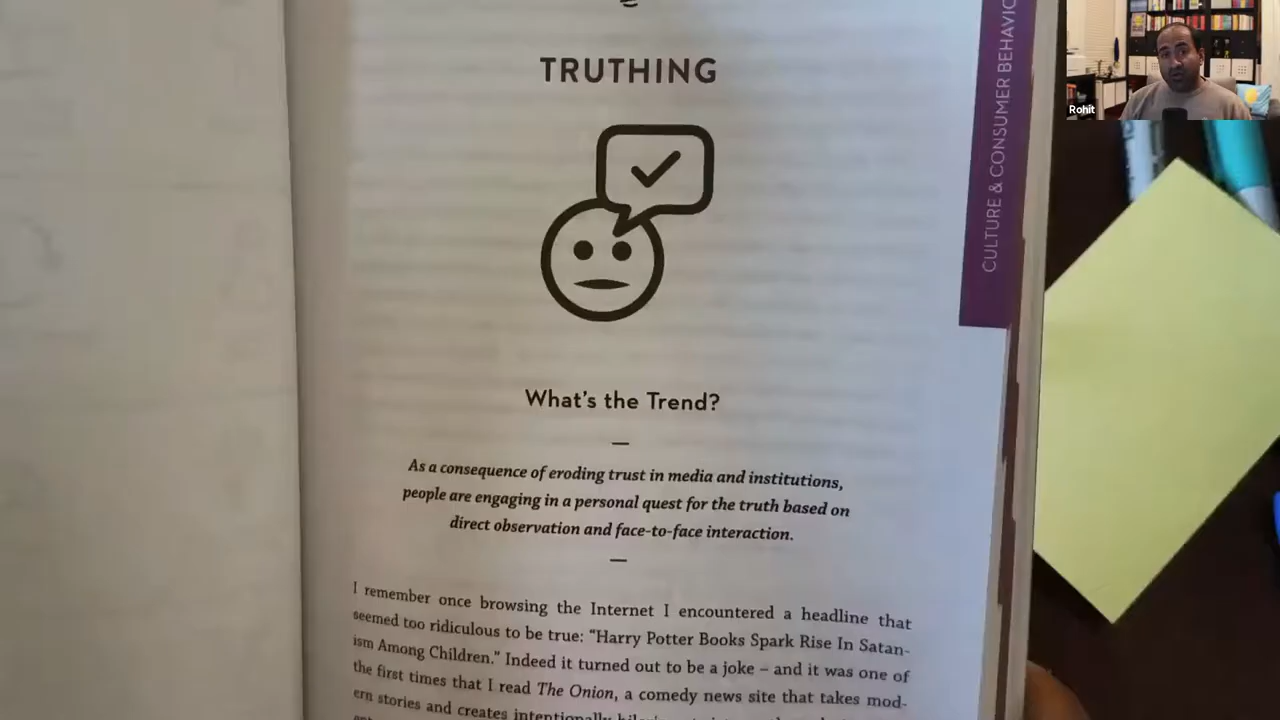 TRUTHING
CULTURE & CONSUMER BEHAVIO
Rohit
What's the Trend?
As a consequence of eroding trust in media and institutions,
people are engaging in a personal quest for the truth based on
direct observation and face-to-face interaction.
I remember once browsing the Internet I encountered a headline that
seemed too ridiculous to be true: “Harry Potter Books Spark Rise In Satan-
ism Among Children.” Indeed it turned out to be a joke – and it was one of
the first times that I read The Onion, a comedy news site that takes mod-
ern stories and creates intentionally